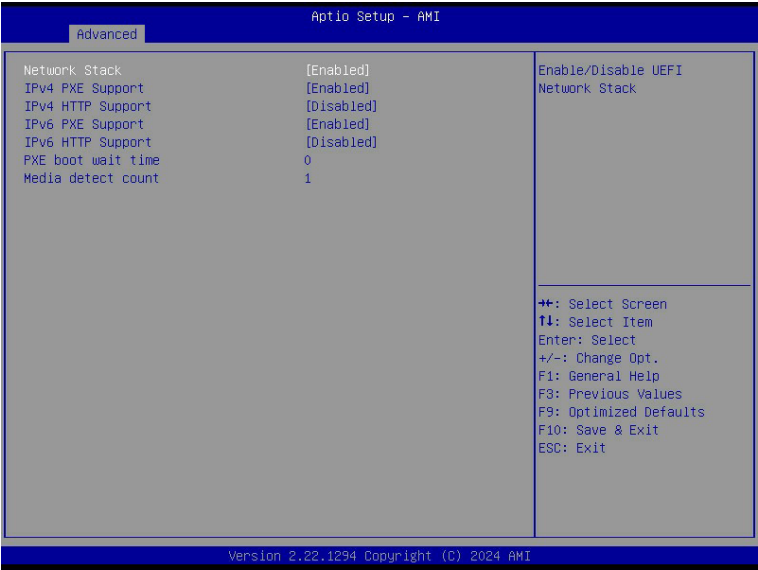 Aptio Setup – AMI
Advanced
Network Stack [Enabled]
IPv4 PXE Support [Enabled]
IPv4 HTTP Support [Disabled]
IPv6 PXE Support [Enabled]
IPv6 HTTP Support [Disabled]
PXE boot wait time 0
Media detect count 1
Enable/Disable UEFI
Network Stack
→←: Select Screen
↑↓: Select Item
Enter: Select
+/-: Change Opt.
F1: General Help
F3: Previous Values
F9: Optimized Defaults
F10: Save & Exit
ESC: Exit
Version 2.22.1294 Copyright (C) 2024 AMI